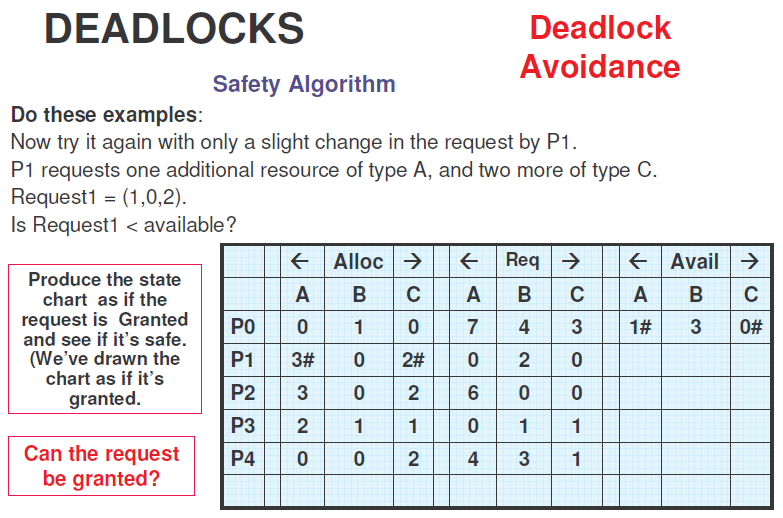 DEADLOCKS
Deadlock
Avoidance
Safety Algorithm
Do these examples:
Now try it again with only a slight change in the request by P1.
P1 requests one additional resource of type A, and two more of type C.
Request1 = (1,0,2).
Is Request1 < available?
Produce the state
chart as if the
request is Granted
and see if it's safe.
(We've drawn the
chart as if it's
granted.
Can the request
be granted?
← Alloc → ← Req → ← Avail →
A B C A B C A B C
P0 0 1 0 7 4 3 1# 3 0#
P1 3# 0 2# 0 2 0
P2 3 0 2 6 0 0
P3 2 1 1 0 1 1
P4 0 0 2 4 3 1